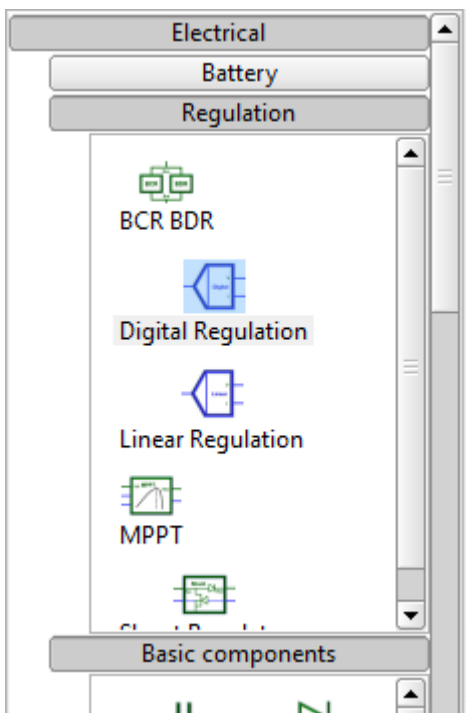 Electrical
Battery
Regulation
BCR BDR
Digital Regulation
Linear Regulation
MPPT
Basic components